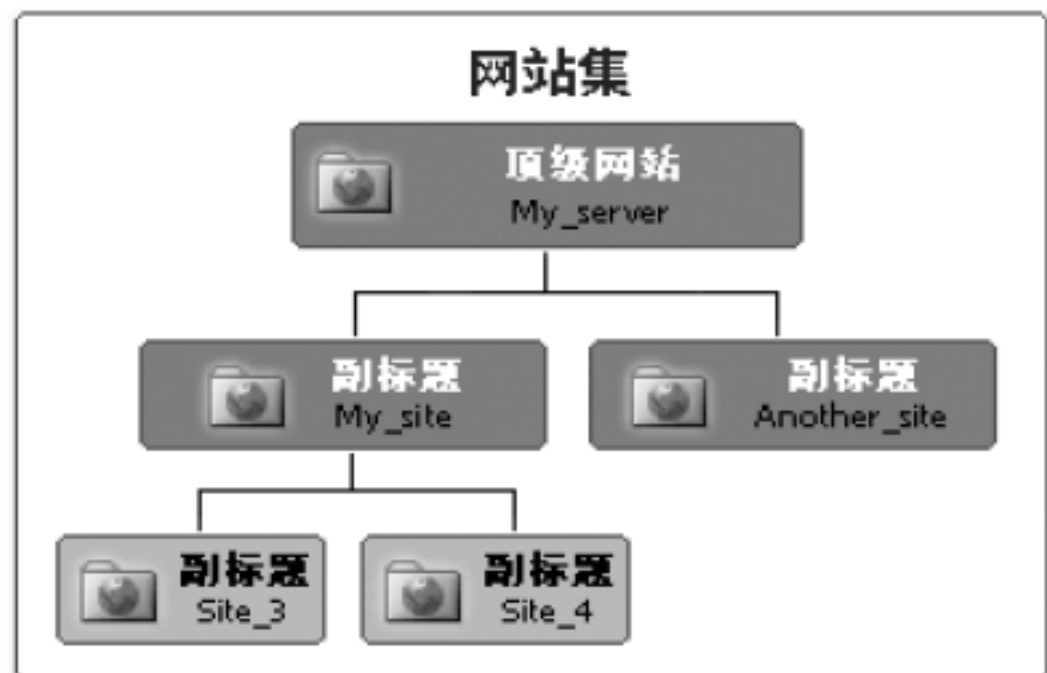 网站集
顶级网站
My_server
副标题
My_site
副标题
Another_site
副标题
Site_3
副标题
Site_4